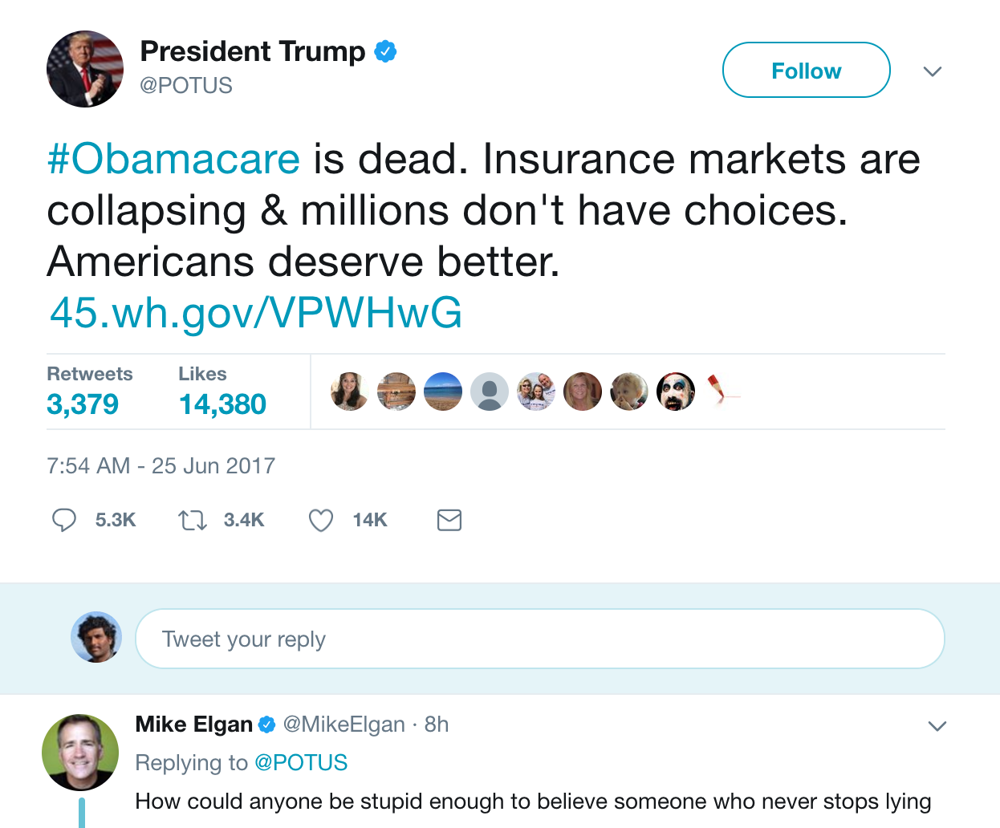 President Trump
@POTUS
Follow
#Obamacare is dead. Insurance markets are
collapsing & millions don't have choices.
Americans deserve better.
45.wh.gov/VPWHwG
Retweets Likes
3,379 14,380
7:54 AM - 25 Jun 2017
5.3K 3.4K 14K
Tweet your reply
Mike Elgan @MikeElgan · 8h
Replying to @POTUS
How could anyone be stupid enough to believe someone who never stops lying